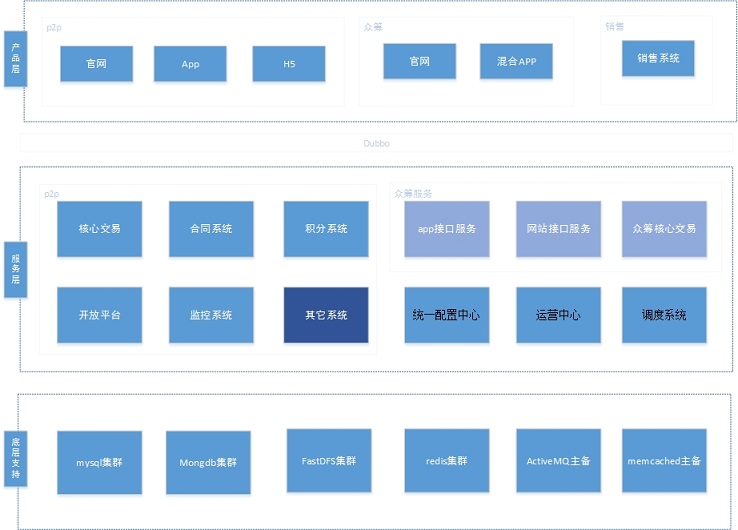 产品层
p2p
官网
App
H5
众筹
官网
混合APP
销售
销售系统
Dubbo
服务层
p2p
核心交易
合同系统
积分系统
开放平台
监控系统
其它系统
众筹服务
app接口服务
网站接口服务
众筹核心交易
统一配置中心
运营中心
调度系统
底层支持
mysql集群
Mongdb集群
FastDFS集群
redis集群
ActiveMQ主备
memcached主备